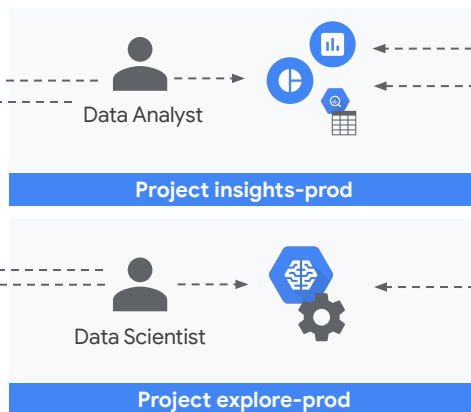 Data Analyst
Project insights-prod
Data Scientist
Project explore-prod